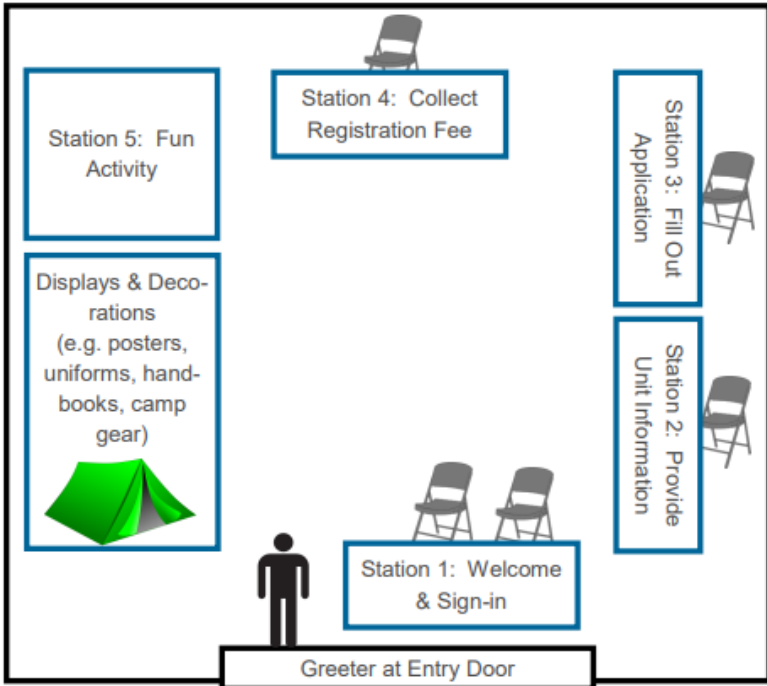 Station 4: Collect
Registration Fee
Station 5: Fun
Activity
Station 3: Fill Out
Application
Displays & Deco-
rations
(e.g. posters,
uniforms, hand-
books, camp
gear)
Station 2: Provide
Unit Information
Station 1: Welcome
& Sign-in
Greeter at Entry Door